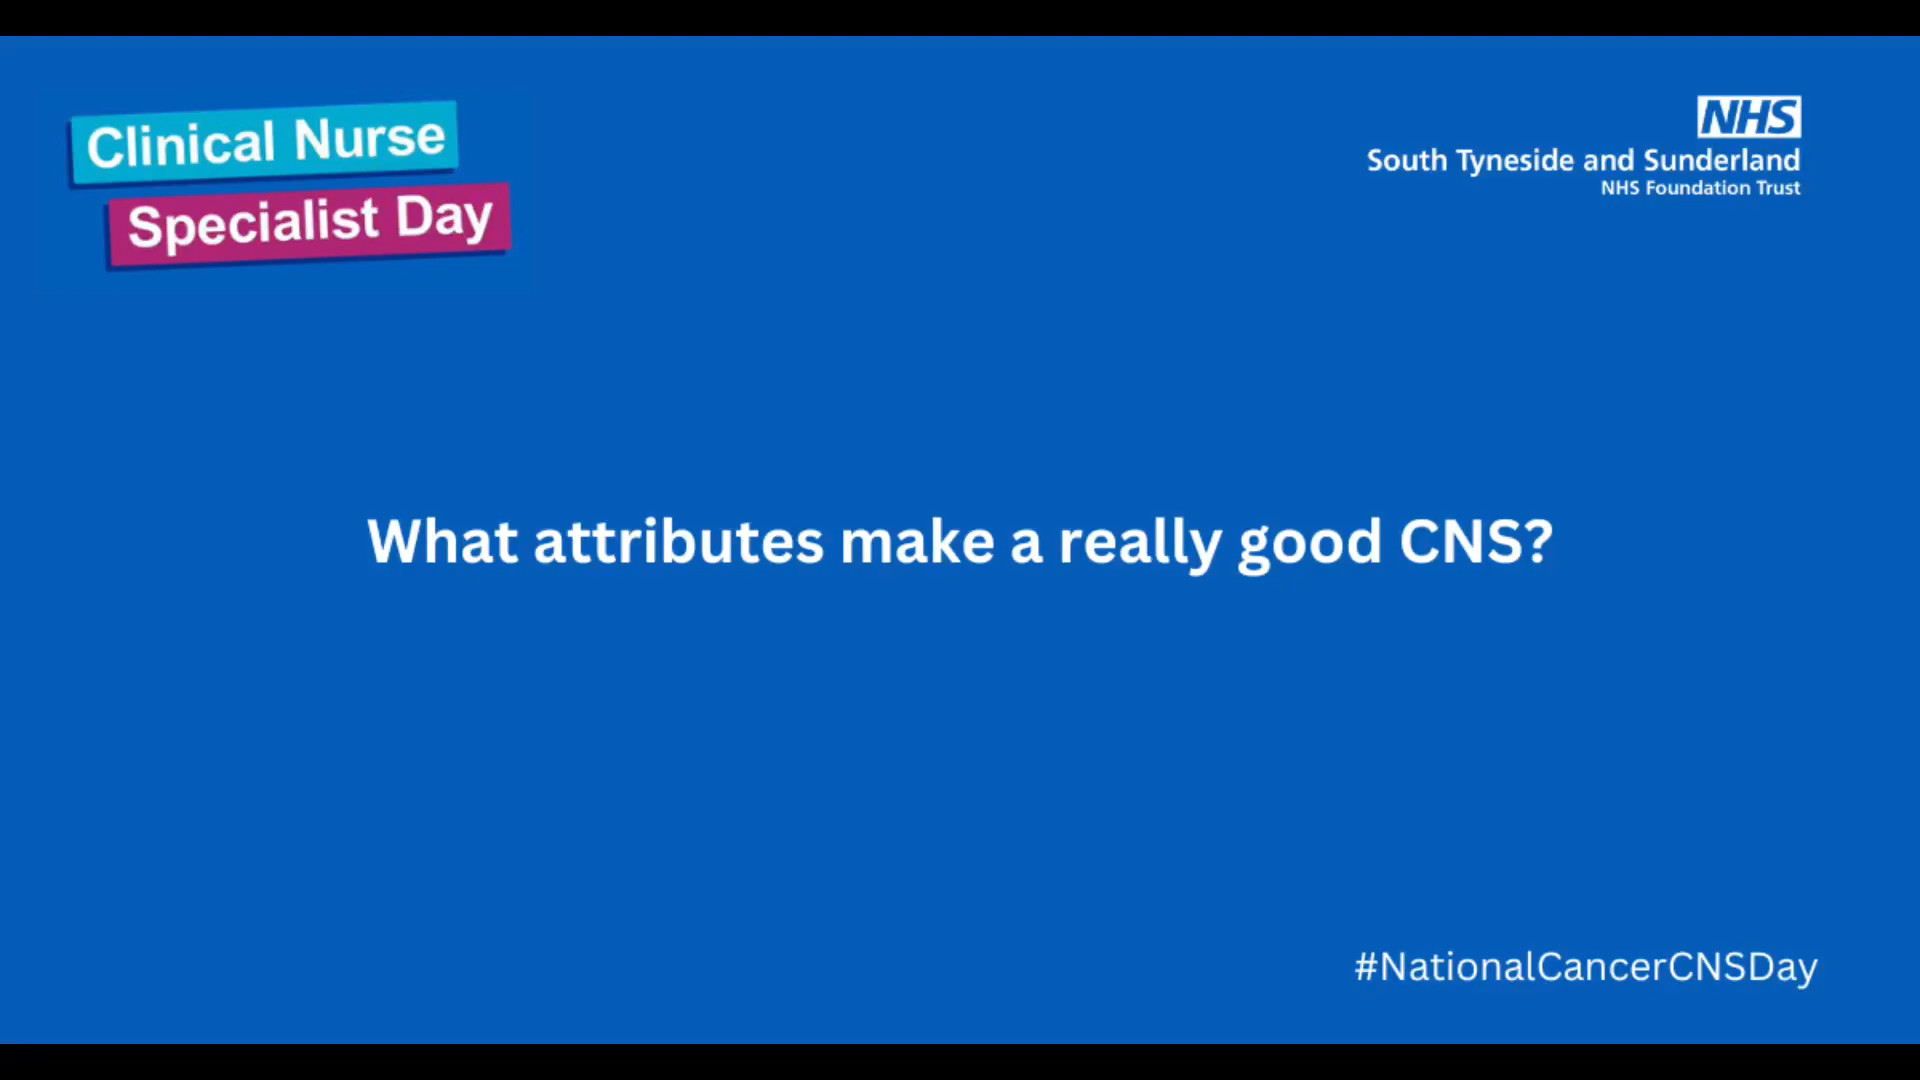 Clinical Nurse
Specialist Day
NHS
South Tyneside and Sunderland
NHS Foundation Trust
What attributes make a really good CNS?
#NationalCancerCNSDay